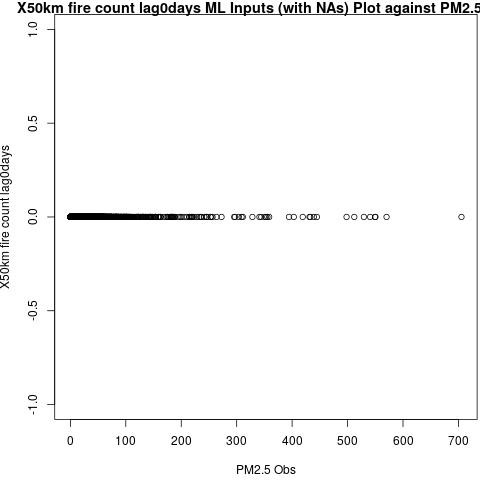 X50km fire count lag0days ML Inputs (with NAs) Plot against PM2.5
1.0
0.5
0.0
-0.5
-1.0
X50km fire count lag0days
0 100 200 300 400 500 600 700
PM2.5 Obs